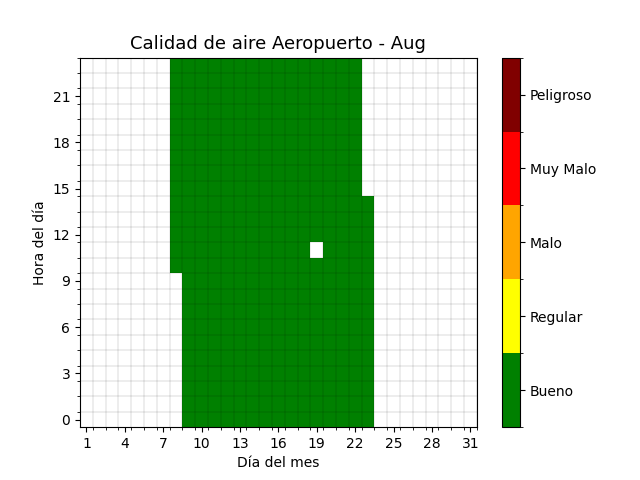 Calidad de aire Aeropuerto - Aug
Hora del día
21
18
15
12
9
6
3
0
1 4 7 10 13 16 19 22 25 28 31
Día del mes
Peligroso
Muy Malo
Malo
Regular
Bueno